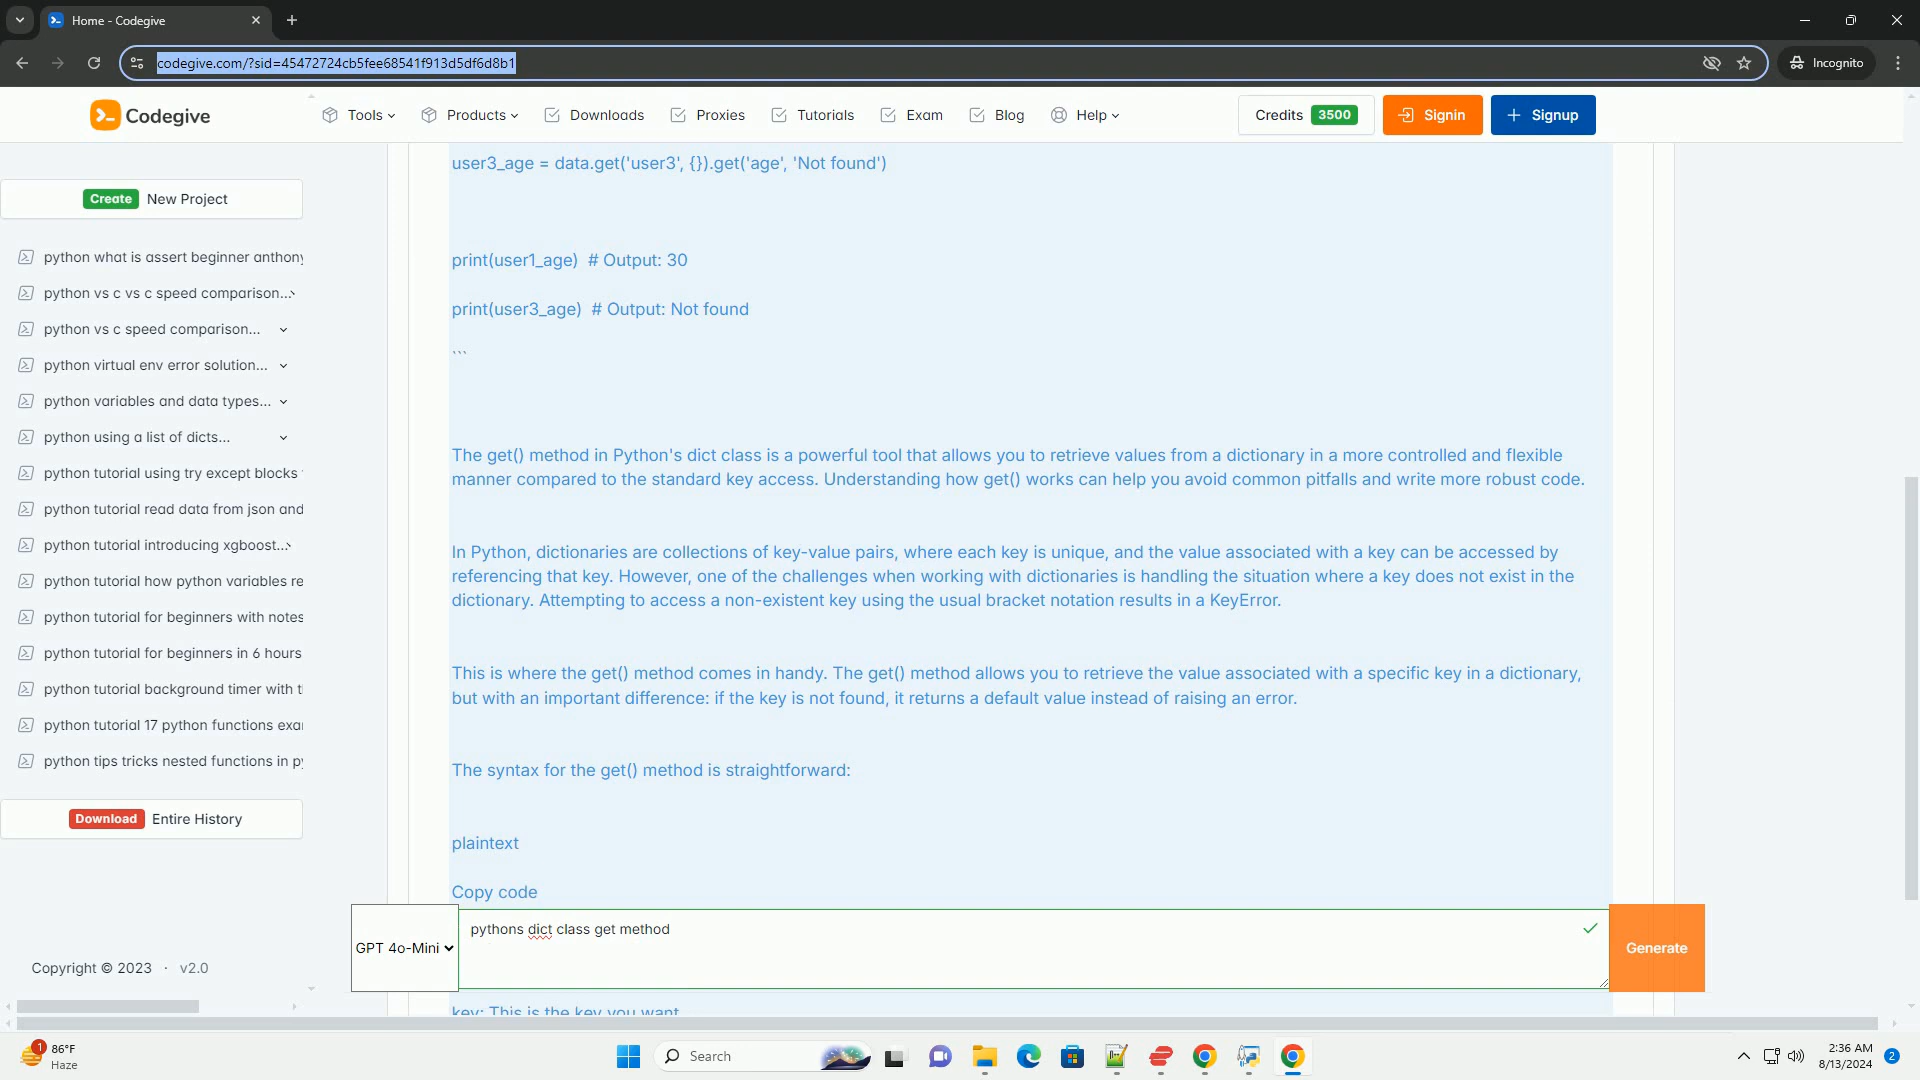 Home - Codegive
codegive.com/?sid=45472724cb5fee68541f913d5df6d8b1
Incognito
Codegive
Tools
Products
Downloads
Proxies
Tutorials
Exam
Blog
Help
Credits 3500
Signin
Signup
Create New Project
python what is assert beginner anthony
python vs c vs c speed comparison...
python vs c speed comparison...
python virtual env error solution...
python variables and data types...
python using a list of dicts...
python tutorial using try except blocks
python tutorial read data from json and
python tutorial introducing xgboost...
python tutorial how python variables re
python tutorial for beginners with notes
python tutorial for beginners in 6 hours
python tutorial background timer with
python tutorial 17 python functions exa
python tips tricks nested functions in p
Download Entire History
Copyright © 2023 · v2.0
user3_age = data.get('user3', {}).get('age', 'Not found')
print(user1_age)  # Output: 30
print(user3_age)  # Output: Not found
```
The get() method in Python's dict class is a powerful tool that allows you to retrieve values from a dictionary in a more controlled and flexible
manner compared to the standard key access. Understanding how get() works can help you avoid common pitfalls and write more robust code.
In Python, dictionaries are collections of key-value pairs, where each key is unique, and the value associated with a key can be accessed by
referencing that key. However, one of the challenges when working with dictionaries is handling the situation where a key does not exist in the
dictionary. Attempting to access a non-existent key using the usual bracket notation results in a KeyError.
This is where the get() method comes in handy. The get() method allows you to retrieve the value associated with a specific key in a dictionary,
but with an important difference: if the key is not found, it returns a default value instead of raising an error.
The syntax for the get() method is straightforward:
plaintext
Copy code
GPT 4o-Mini
pythons dict class get method
Generate
key: This is the key you want
1
86°F
Haze
Search
2:36 AM
8/13/2024
2